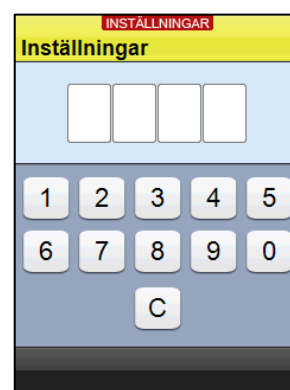 INSTÄLLNINGAR
Inställningar
1 2 3 4 5
6 7 8 9 0
C